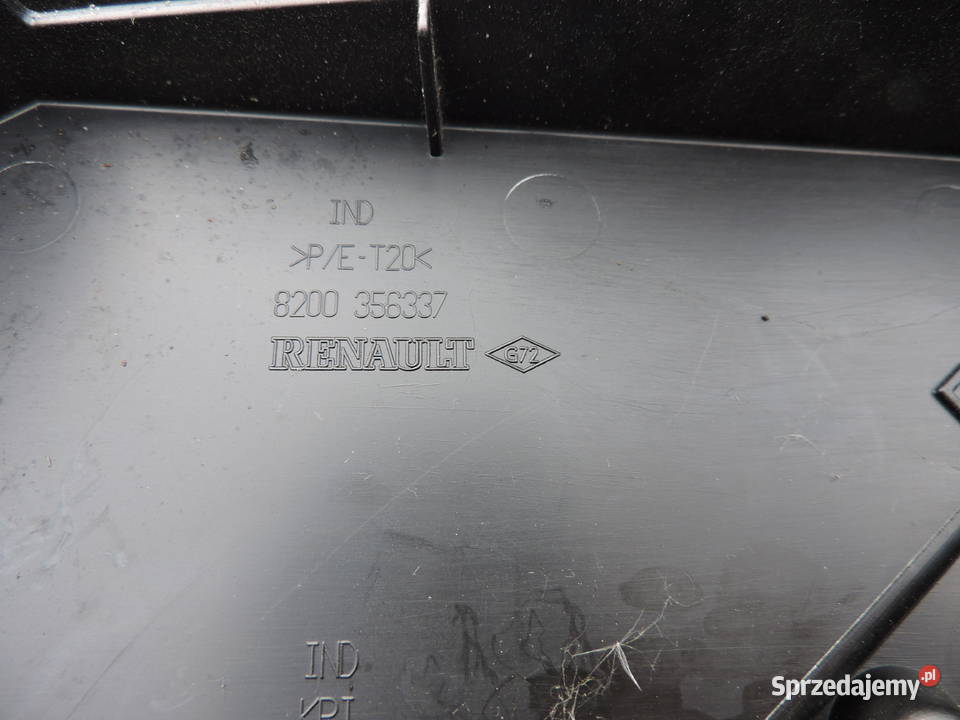 IND
>P/E-T20<
8200 356337
RENAULT G72
IND
Sprzedajemy.pl